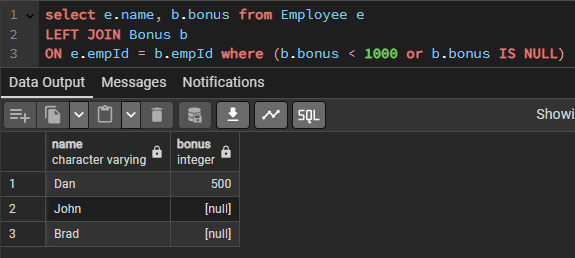 1 select e.name, b.bonus from Employee e
2 LEFT JOIN Bonus b
3 ON e.empId = b.empId where (b.bonus < 1000 or b.bonus IS NULL)
Data Output Messages Notifications
SQL Showi
name bonus
character varying integer
1 Dan 500
2 John [null]
3 Brad [null]